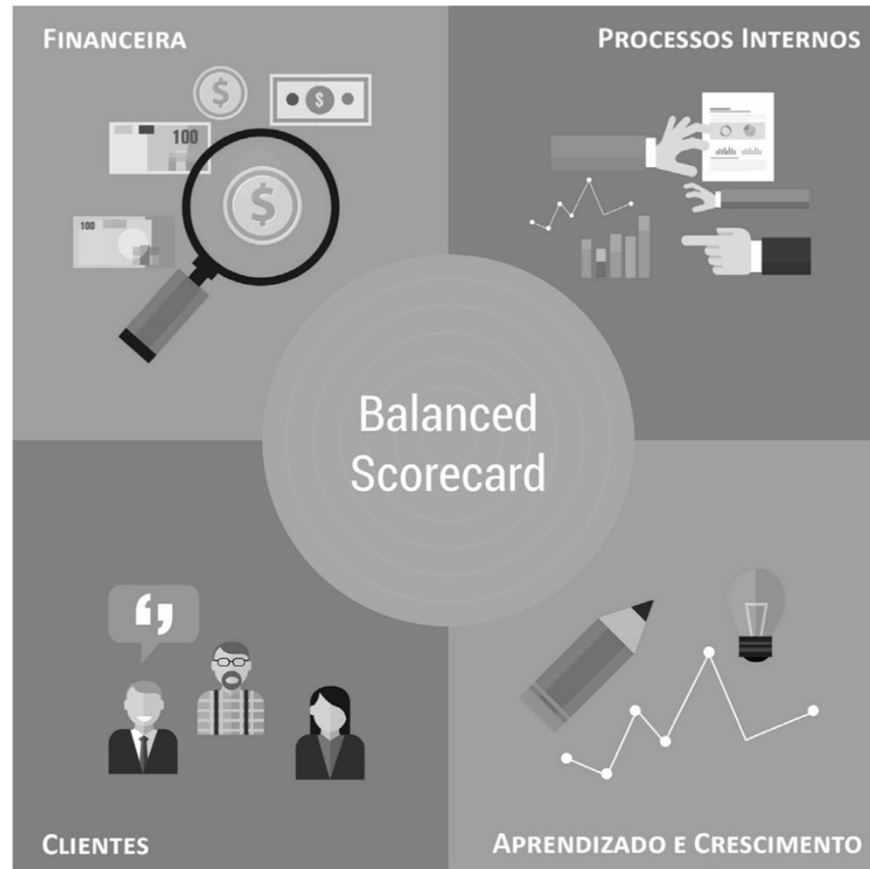 FINANCEIRA
PROCESSOS INTERNOS
$
$
100
$
100
Balanced
Scorecard
CLIENTES
APRENDIZADO E CRESCIMENTO